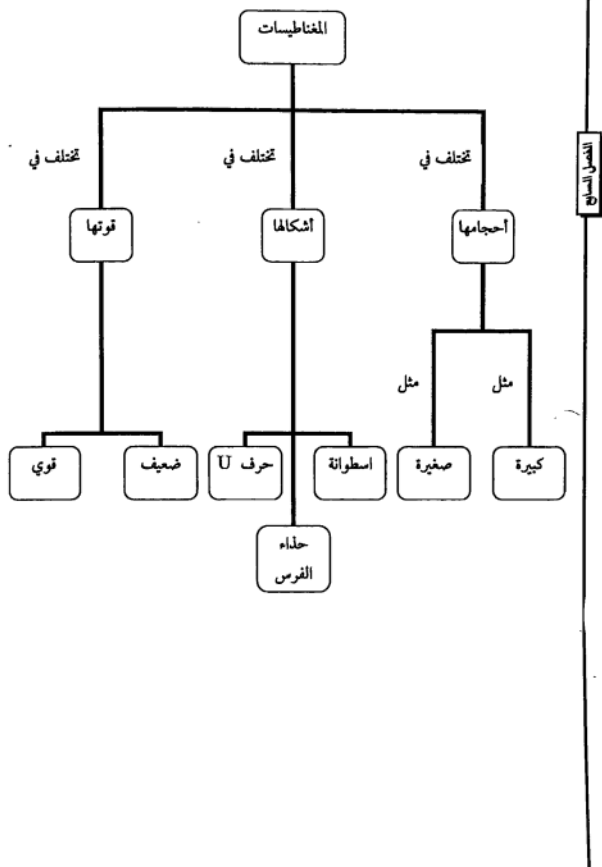 المغناطيسات
تختلف في
تختلف في
تختلف في
الفصل السابع
أحجامها
أشكالها
قوتها
مثل
مثل
كبيرة
صغيرة
اسطوانة
حرف U
ضعيف
قوي
حذاء
الفرس